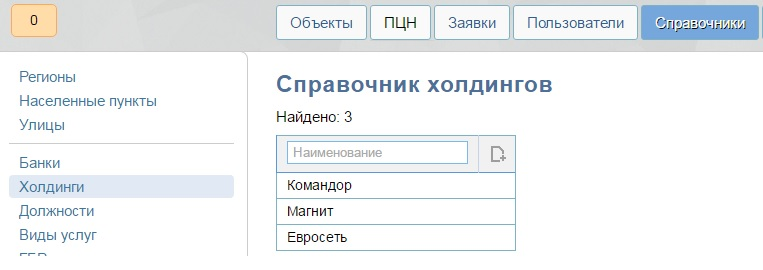 0
Объекты ПЦН Заявки Пользователи Справочники
Регионы
Населенные пункты
Улицы
Банки
Холдинги
Должности
Виды услуг
Справочник холдингов
Найдено: 3
Наименование
Командор
Магнит
Евросеть